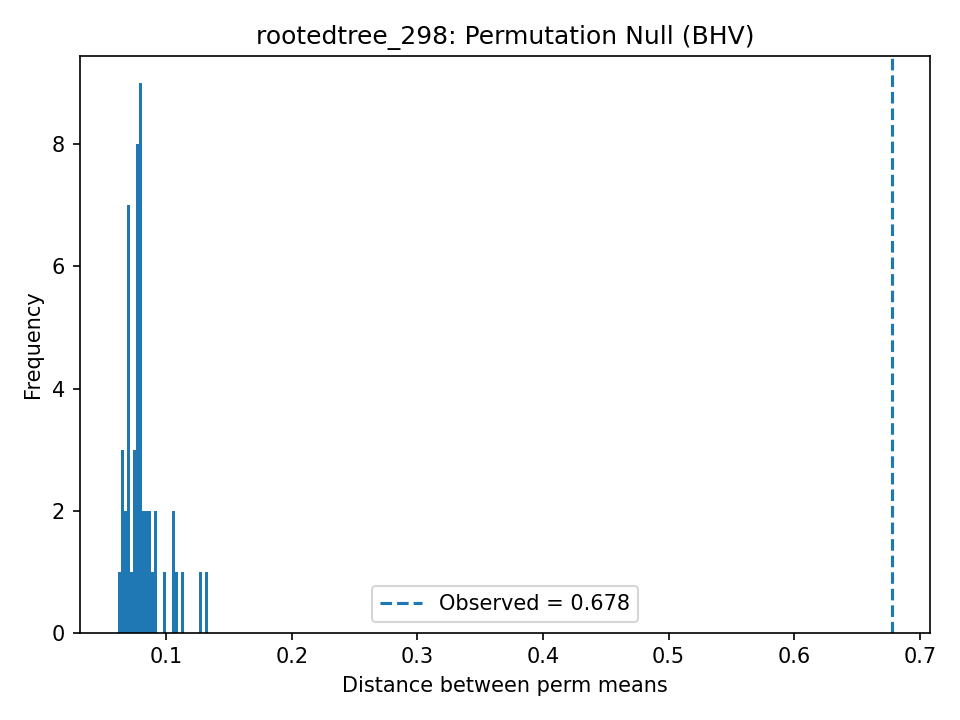 rootedtree_298: Permutation Null (BHV)
8
6
4
2
0
Frequency
Observed = 0.678
0.1 0.2 0.3 0.4 0.5 0.6 0.7
Distance between perm means